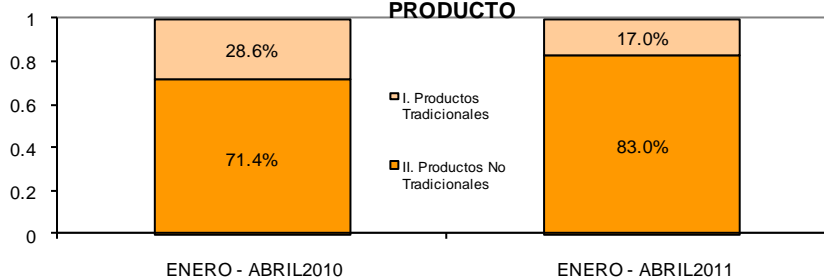 PRODUCTO
1
0.8
0.6
0.4
0.2
0
28.6%
71.4%
I. Productos
Tradicionales
II. Productos No
Tradicionales
17.0%
83.0%
ENERO - ABRIL2010
ENERO - ABRIL2011